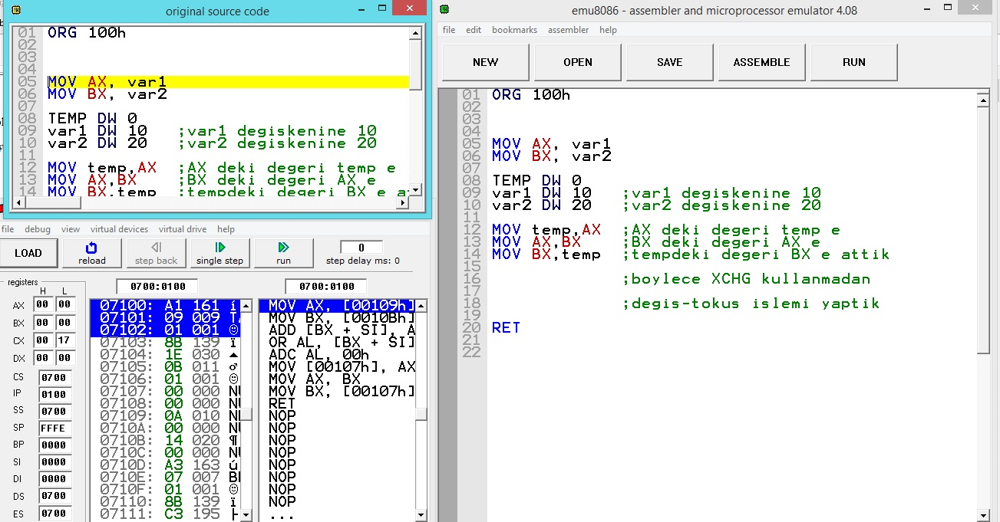 original source code
01 ORG 100h
02
03
04
05 MOV AX, var1
06 MOV BX, var2
07
08 TEMP DW 0
09 var1 DW 10 ;var1 degiskenine 10
10 var2 DW 20 ;var2 degiskenine 20
11
12 MOV temp,AX ;AX deki degeri temp e
13 MOV AX,BX ;BX deki degeri AX e
14 MOV BX,temp ;tempdeki degeri BX e a
file debug view virtual devices virtual drive help
LOAD reload step back single step run 0
step delay ms: 0
registers
H L
AX 00 00
BX 00 00
CX 00 17
DX 00 00
CS 0700
IP 0100
SS 0700
SP FFFE
BP 0000
SI 0000
DI 0000
DS 0700
ES 0700
0700:0100
07100: A1 161 í
07101: 09 009
07102: 01 001 ☺
07103: 8B 139 ï
07104: 1E 030 ▲
07105: 0B 011 ♂
07106: 01 001 ☺
07107: 00 000
07108: 00 000
07109: 0A 010
0710A: 00 000
0710B: 14 020 ¶
0710C: 00 000
0710D: A3 163 ú
0710E: 07 007
0710F: 01 001 ☺
07110: 8B 139 ï
07111: C3 195 ├
0700:0100
MOV AX, [00109h]
MOV BX, [0010Bh]
ADD [BX + SI], A
OR AL, [BX + SI]
ADC AL, 00h
MOV [00107h], AX
MOV AX, BX
MOV BX, [00107h]
RET
NOP
NOP
NOP
NOP
NOP
NOP
NOP
NOP
...
emu8086 - assembler and microprocessor emulator 4.08
file edit bookmarks assembler help
NEW OPEN SAVE ASSEMBLE RUN
01 ORG 100h
02
03
04
05 MOV AX, var1
06 MOV BX, var2
07
08 TEMP DW 0
09 var1 DW 10 ;var1 degiskenine 10
10 var2 DW 20 ;var2 degiskenine 20
11
12 MOV temp,AX ;AX deki degeri temp e
13 MOV AX,BX ;BX deki degeri AX e
14 MOV BX,temp ;tempdeki degeri BX e attik
15
16 ;boylece XCHG kullanmadan
17
18 ;degis-tokus islemi yaptik
19
20 RET
21
22